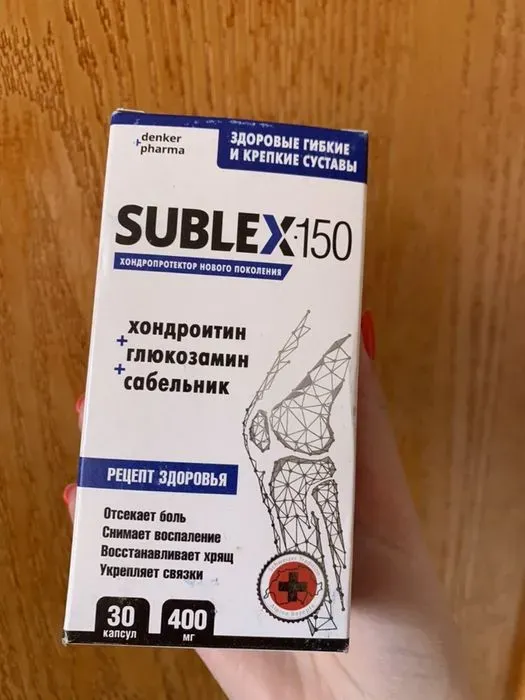 denker
+pharma
ЗДОРОВЫЕ ГИБКИЕ
И КРЕПКИЕ СУСТАВЫ
SUBLEX·150
ХОНДРОПРОТЕКТОР НОВОГО ПОКОЛЕНИЯ
хондроитин
+глюкозамин
+сабельник
РЕЦЕПТ ЗДОРОВЬЯ
Отсекает боль
Снимает воспаление
Восстанавливает хрящ
Укрепляет связки
30
капсул
400
мг